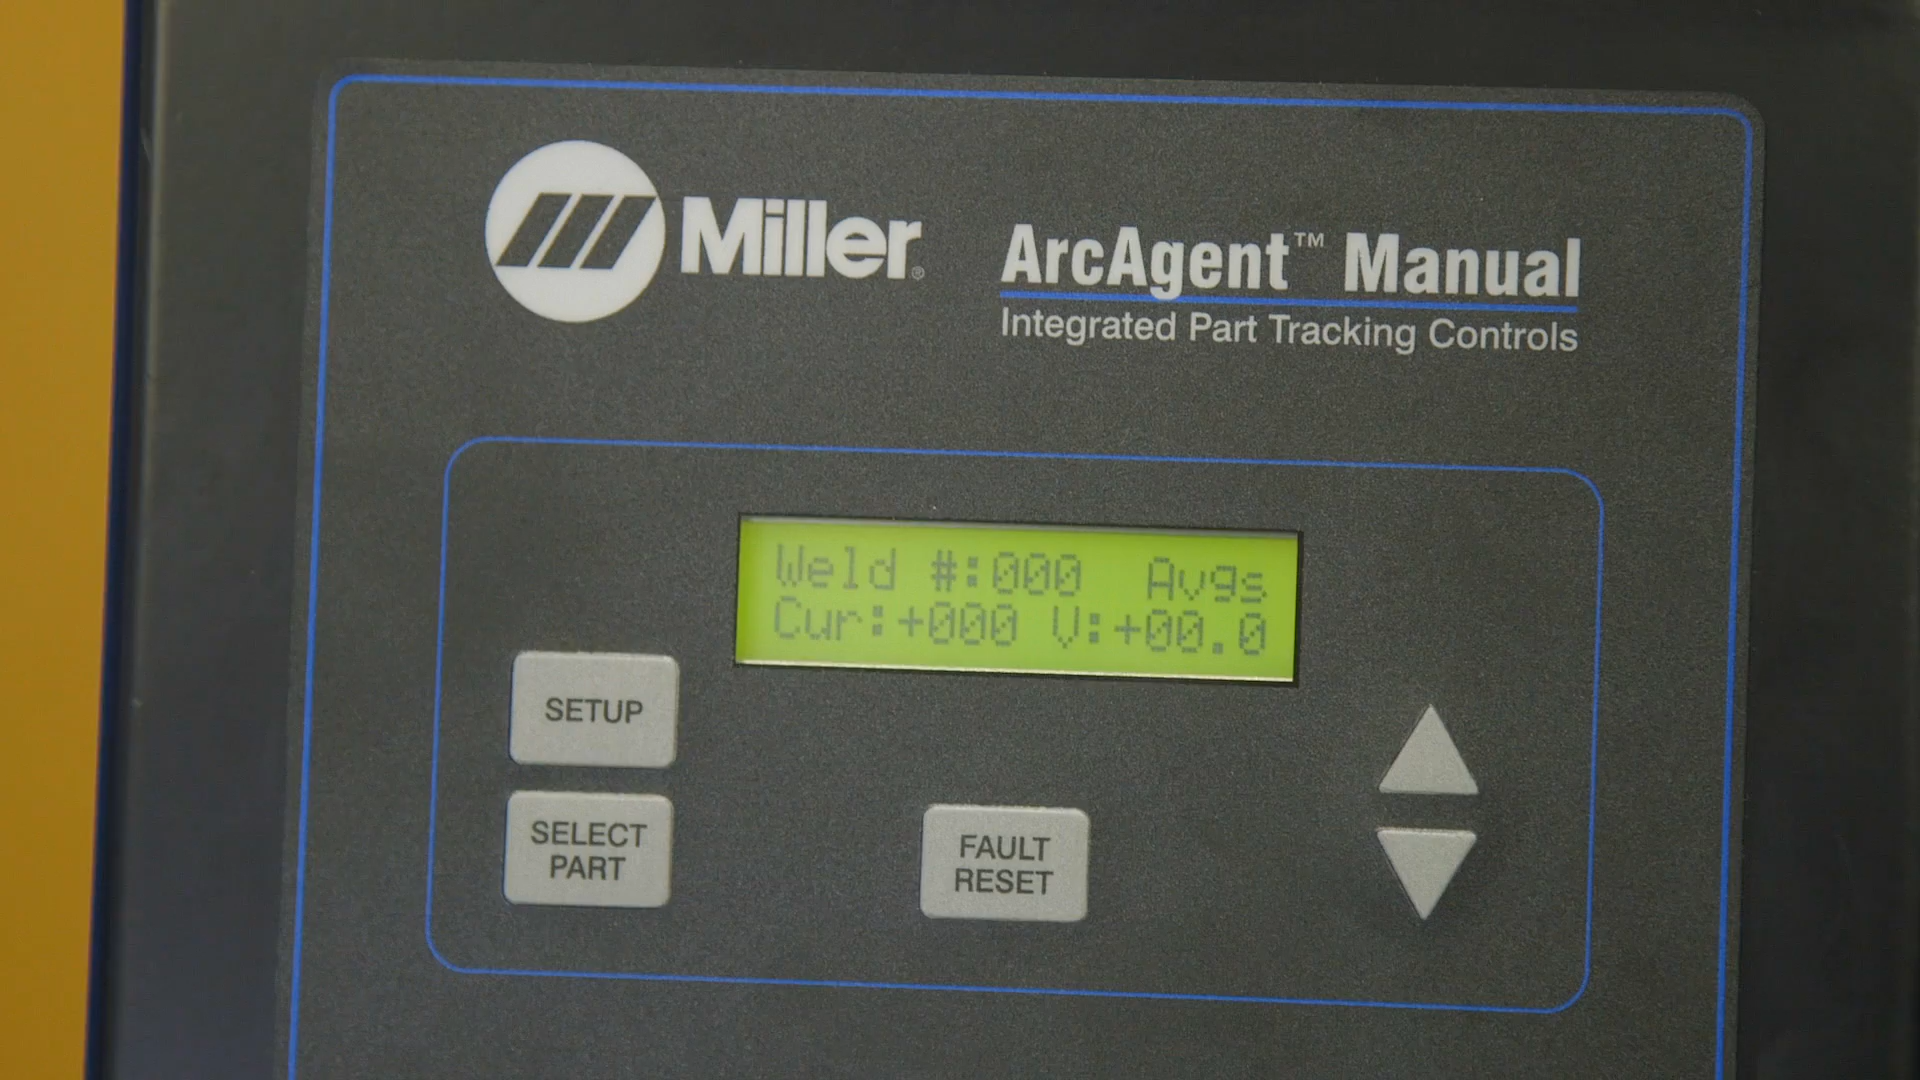 Miller®
ArcAgent™ Manual
Integrated Part Tracking Controls
Weld #:000 Avgs
Cur:+000 V:+00.0
SETUP
SELECT
PART
FAULT
RESET